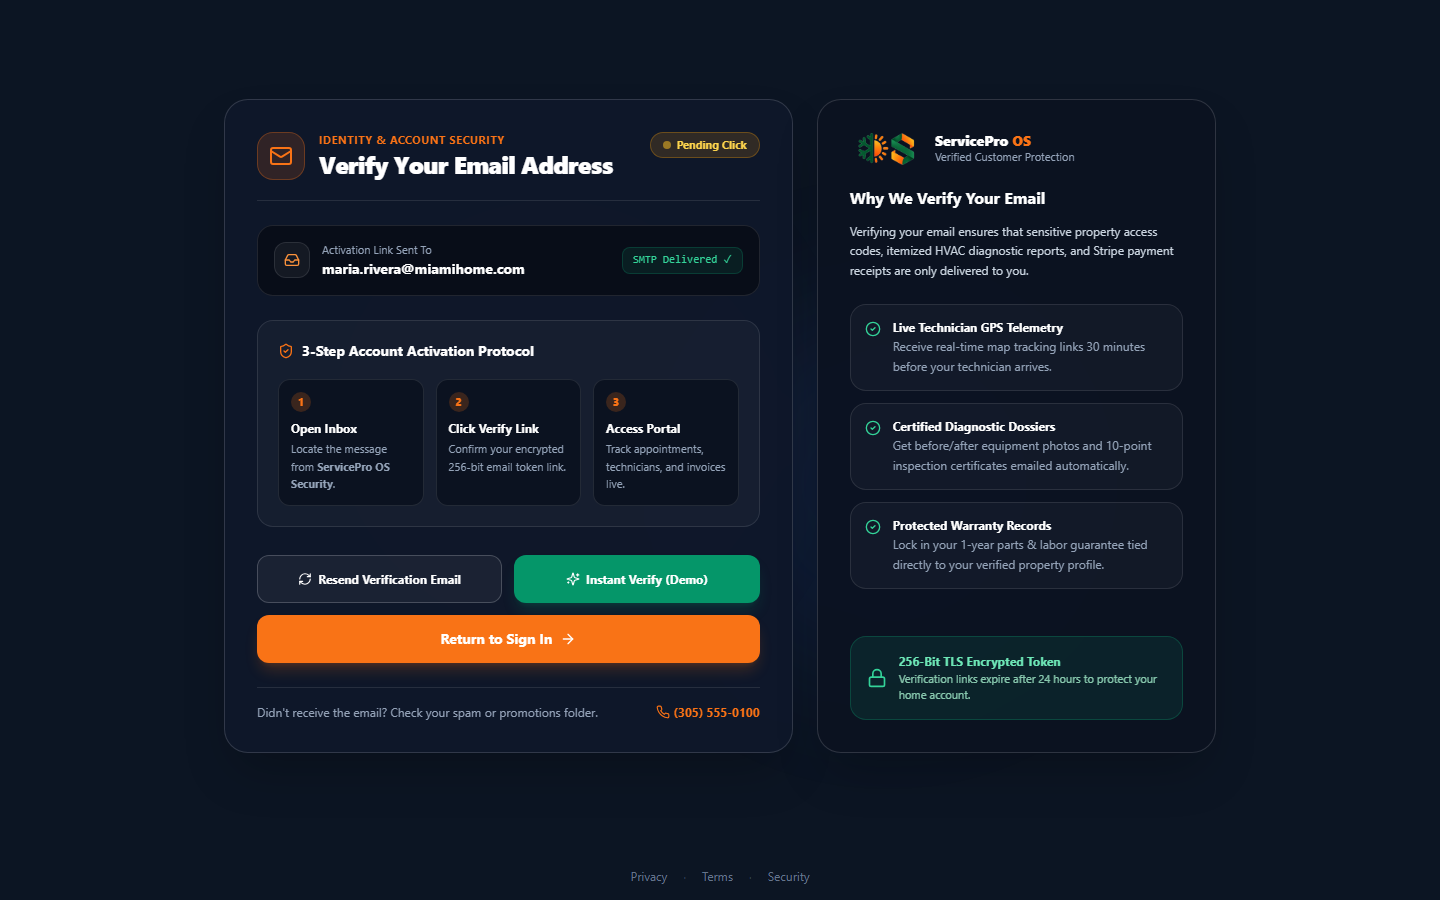 IDENTITY & ACCOUNT SECURITY
Verify Your Email Address
Pending Click
Activation Link Sent To
maria.rivera@miamihome.com
SMTP Delivered ✓
3-Step Account Activation Protocol
1
Open Inbox
Locate the message
from ServicePro OS
Security.
2
Click Verify Link
Confirm your encrypted
256-bit email token link.
3
Access Portal
Track appointments,
technicians, and invoices
live.
Resend Verification Email
Instant Verify (Demo)
Return to Sign In →
Didn't receive the email? Check your spam or promotions folder.
(305) 555-0100
ServicePro OS
Verified Customer Protection
Why We Verify Your Email
Verifying your email ensures that sensitive property access
codes, itemized HVAC diagnostic reports, and Stripe payment
receipts are only delivered to you.
Live Technician GPS Telemetry
Receive real-time map tracking links 30 minutes
before your technician arrives.
Certified Diagnostic Dossiers
Get before/after equipment photos and 10-point
inspection certificates emailed automatically.
Protected Warranty Records
Lock in your 1-year parts & labor guarantee tied
directly to your verified property profile.
256-Bit TLS Encrypted Token
Verification links expire after 24 hours to protect your
home account.
Privacy · Terms · Security